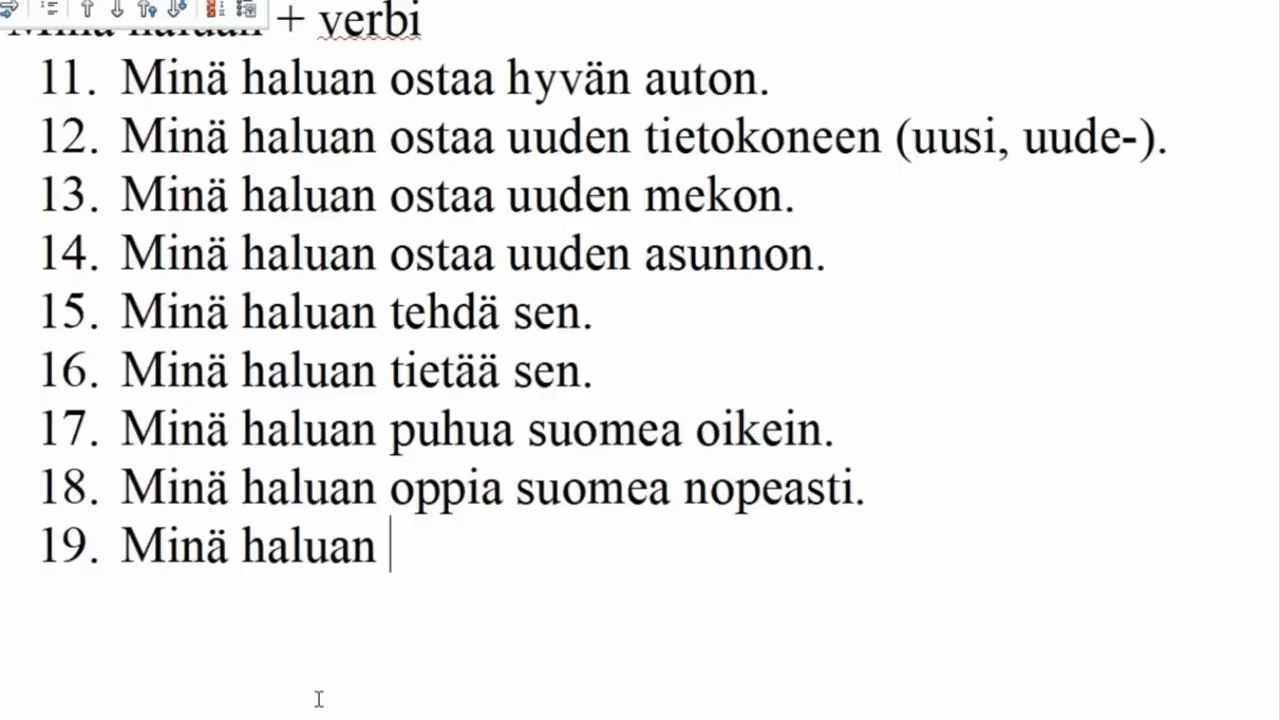 Minä haluan + verbi
11. Minä haluan ostaa hyvän auton.
12. Minä haluan ostaa uuden tietokoneen (uusi, uude-).
13. Minä haluan ostaa uuden mekon.
14. Minä haluan ostaa uuden asunnon.
15. Minä haluan tehdä sen.
16. Minä haluan tietää sen.
17. Minä haluan puhua suomea oikein.
18. Minä haluan oppia suomea nopeasti.
19. Minä haluan